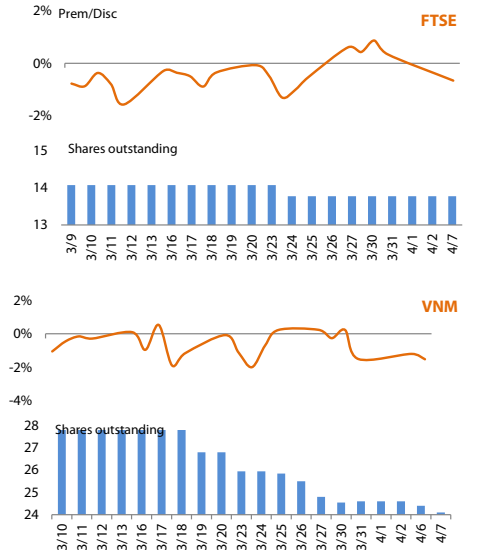 2%
Prem/Disc
FTSE
0%
-2%
15
Shares outstanding
14
13
3/9 3/10 3/11 3/12 3/13 3/16 3/17 3/18 3/19 3/20 3/23 3/24 3/25 3/26 3/27 3/30 3/31 4/1 4/2 4/7
2%
VNM
0%
-2%
-4%
28
Shares outstanding
27
26
25
24
3/10 3/11 3/12 3/13 3/16 3/17 3/18 3/19 3/20 3/23 3/24 3/25 3/26 3/27 3/30 3/31 4/1 4/2 4/6 4/7